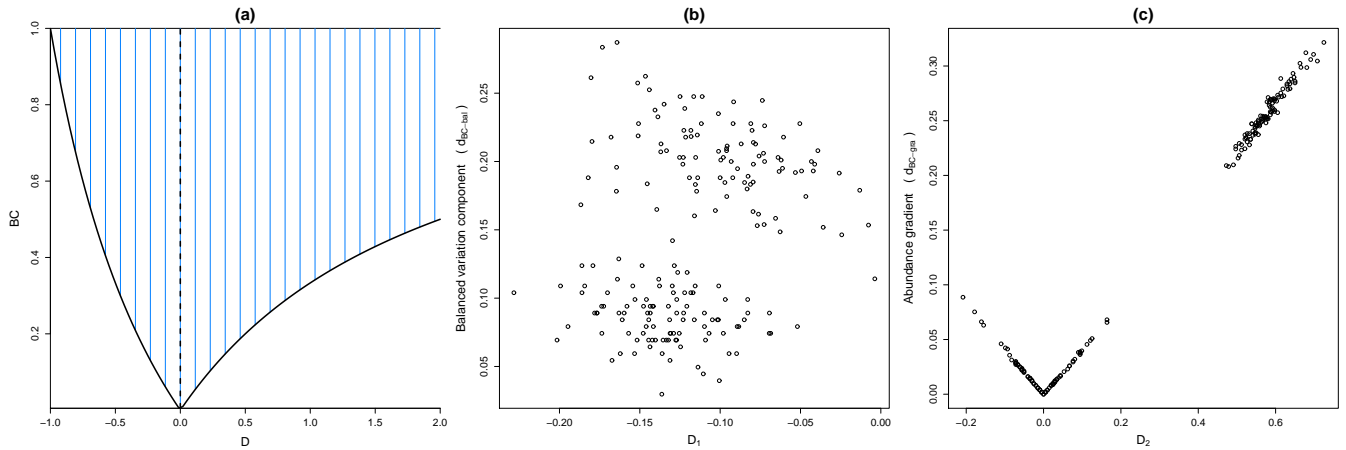 (a)
BC
1.0
0.8
0.6
0.4
0.2
−1.0 −0.5 0.0 0.5 1.0 1.5 2.0
D
(b)
Balanced variation component ( dBC−bal )
0.25
0.20
0.15
0.10
0.05
−0.20 −0.15 −0.10 −0.05 0.00
D1
(c)
Abundance gradient ( dBC−gra )
0.30
0.25
0.20
0.15
0.10
0.05
0.00
−0.2 0.0 0.2 0.4 0.6
D2